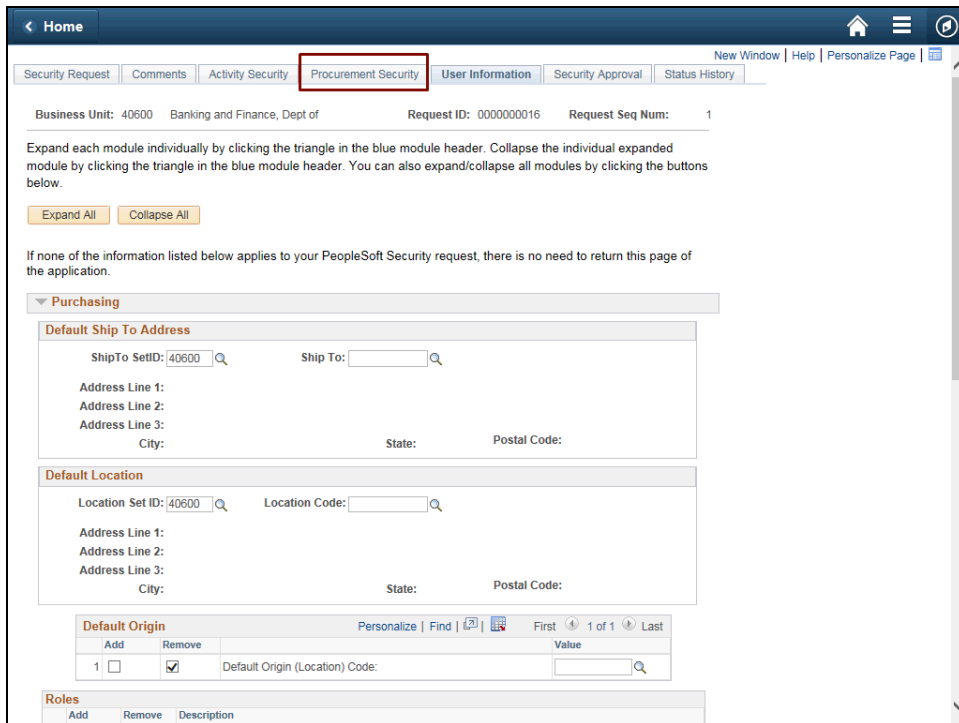 Home
New Window | Help | Personalize Page |
Security Request Comments Activity Security Procurement Security User Information Security Approval Status History
Business Unit: 40600 Banking and Finance, Dept of Request ID: 0000000016 Request Seq Num: 1
Expand each module individually by clicking the triangle in the blue module header. Collapse the individual expanded
module by clicking the triangle in the blue module header. You can also expand/collapse all modules by clicking the buttons
below.
Expand All Collapse All
If none of the information listed below applies to your PeopleSoft Security request, there is no need to return this page of
the application.
Purchasing
Default Ship To Address
ShipTo SetID: 40600 Ship To:
Address Line 1:
Address Line 2:
Address Line 3:
City: State: Postal Code:
Default Location
Location Set ID: 40600 Location Code:
Address Line 1:
Address Line 2:
Address Line 3:
City: State: Postal Code:
Default Origin Personalize | Find | | First 1 of 1 Last
Add Remove Value
1 Default Origin (Location) Code:
Roles
Add Remove Description